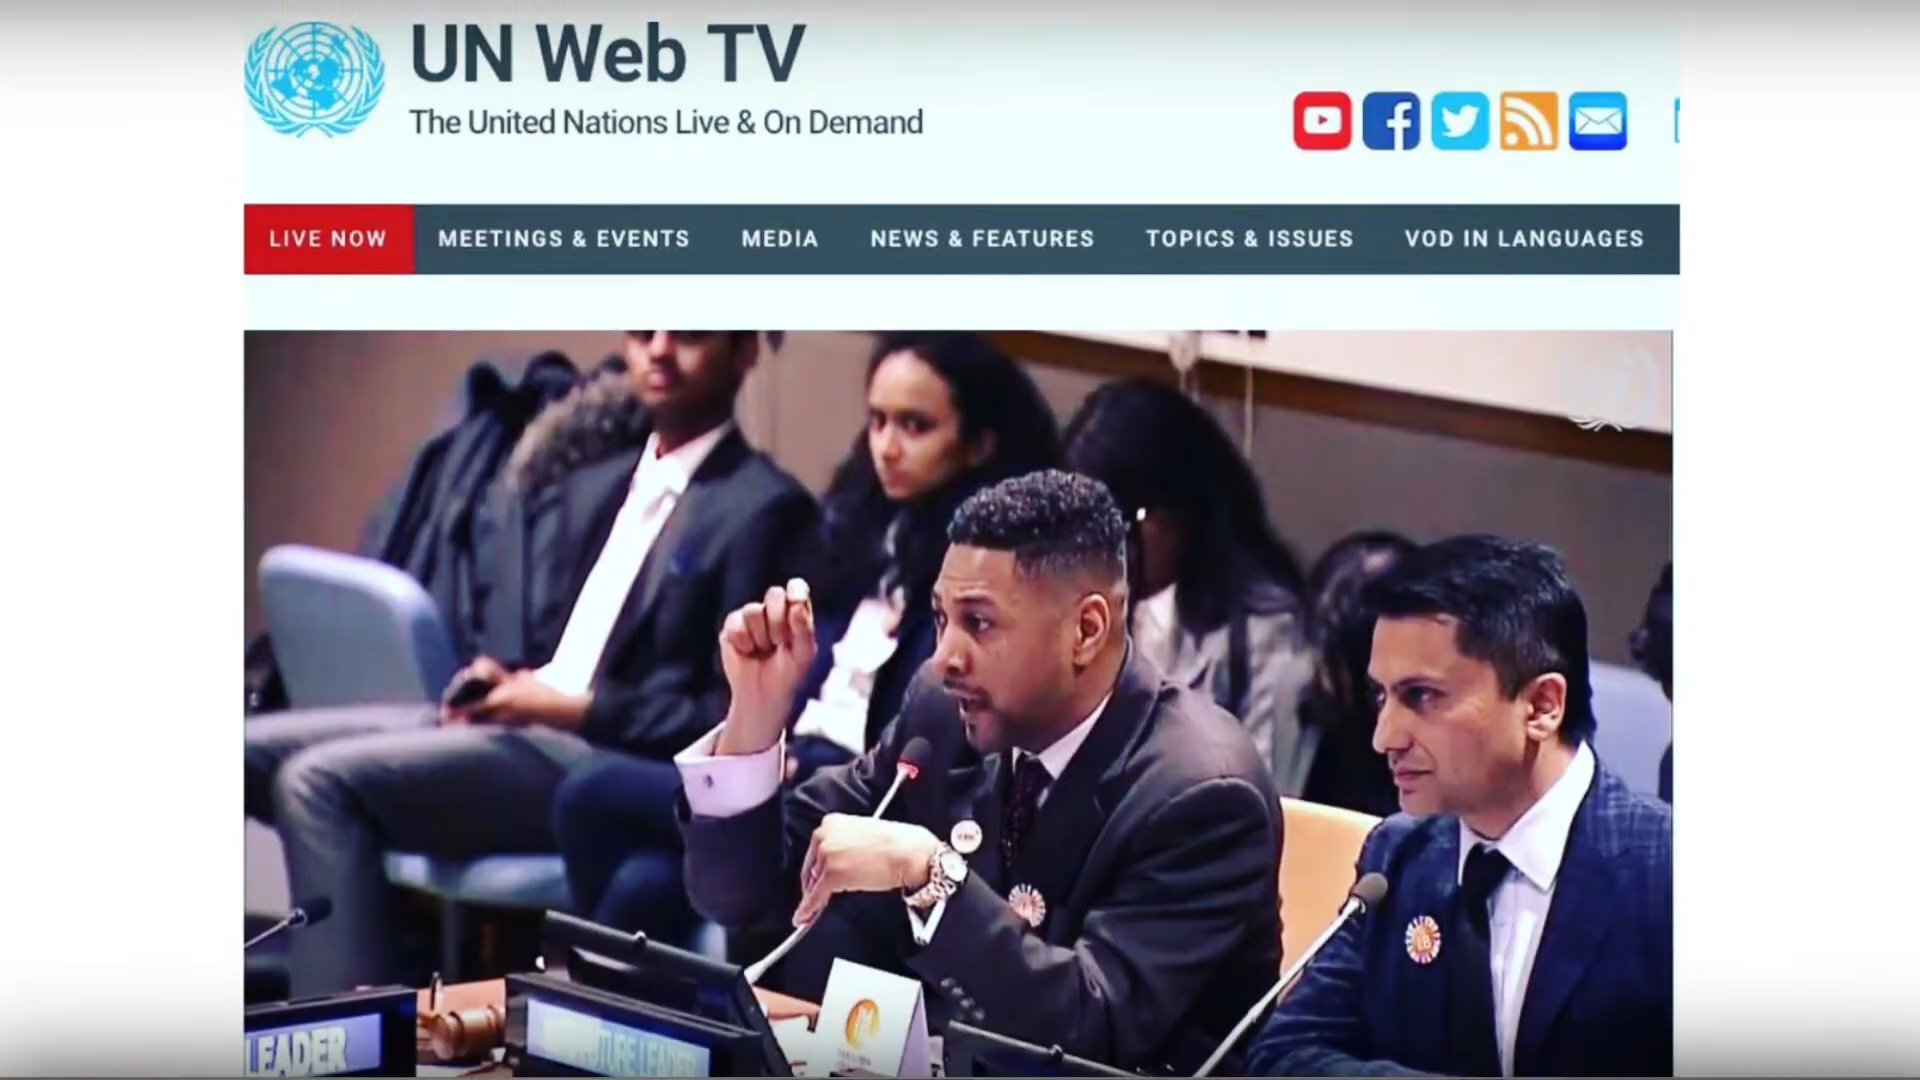 UN Web TV
The United Nations Live & On Demand
LIVE NOW MEETINGS & EVENTS MEDIA NEWS & FEATURES TOPICS & ISSUES VOD IN LANGUAGES
LEADER
LEADER